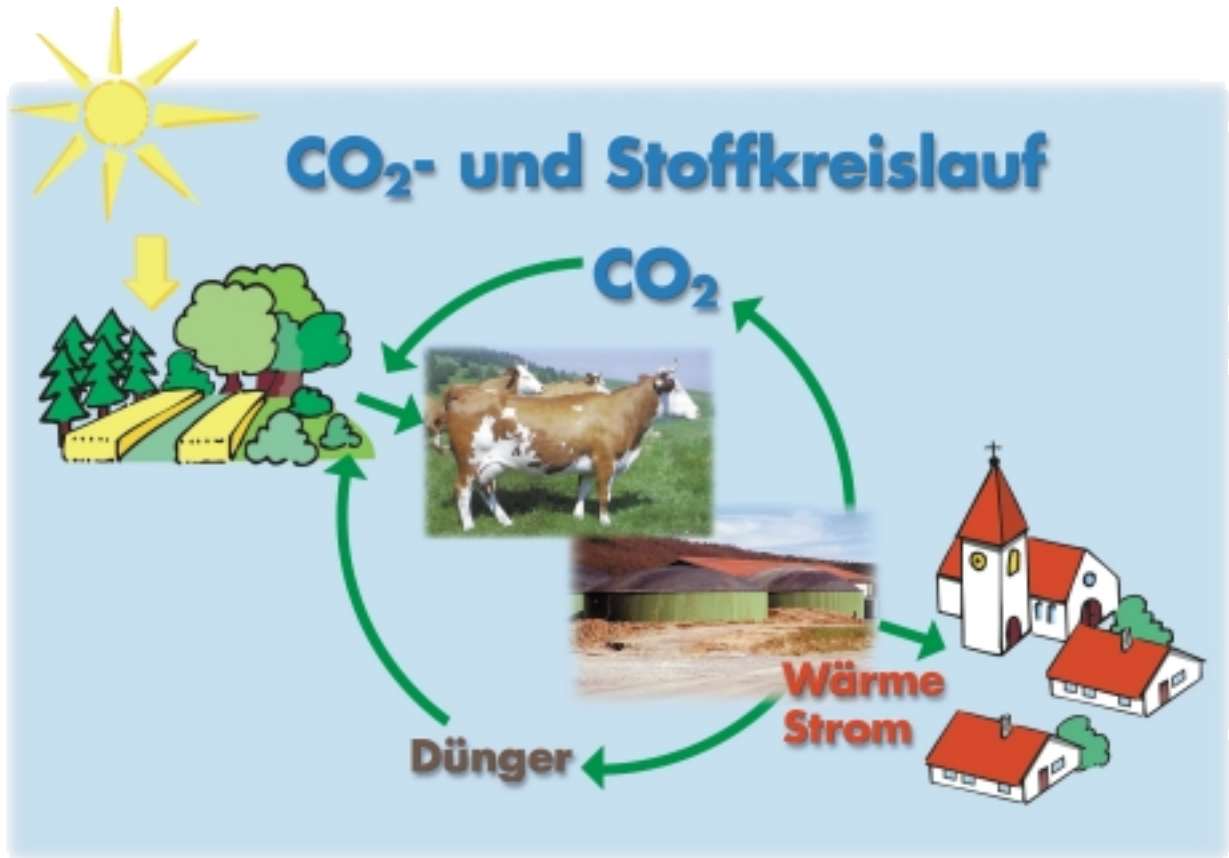 CO₂- und Stoffkreislauf
CO₂
Wärme
Strom
Dünger